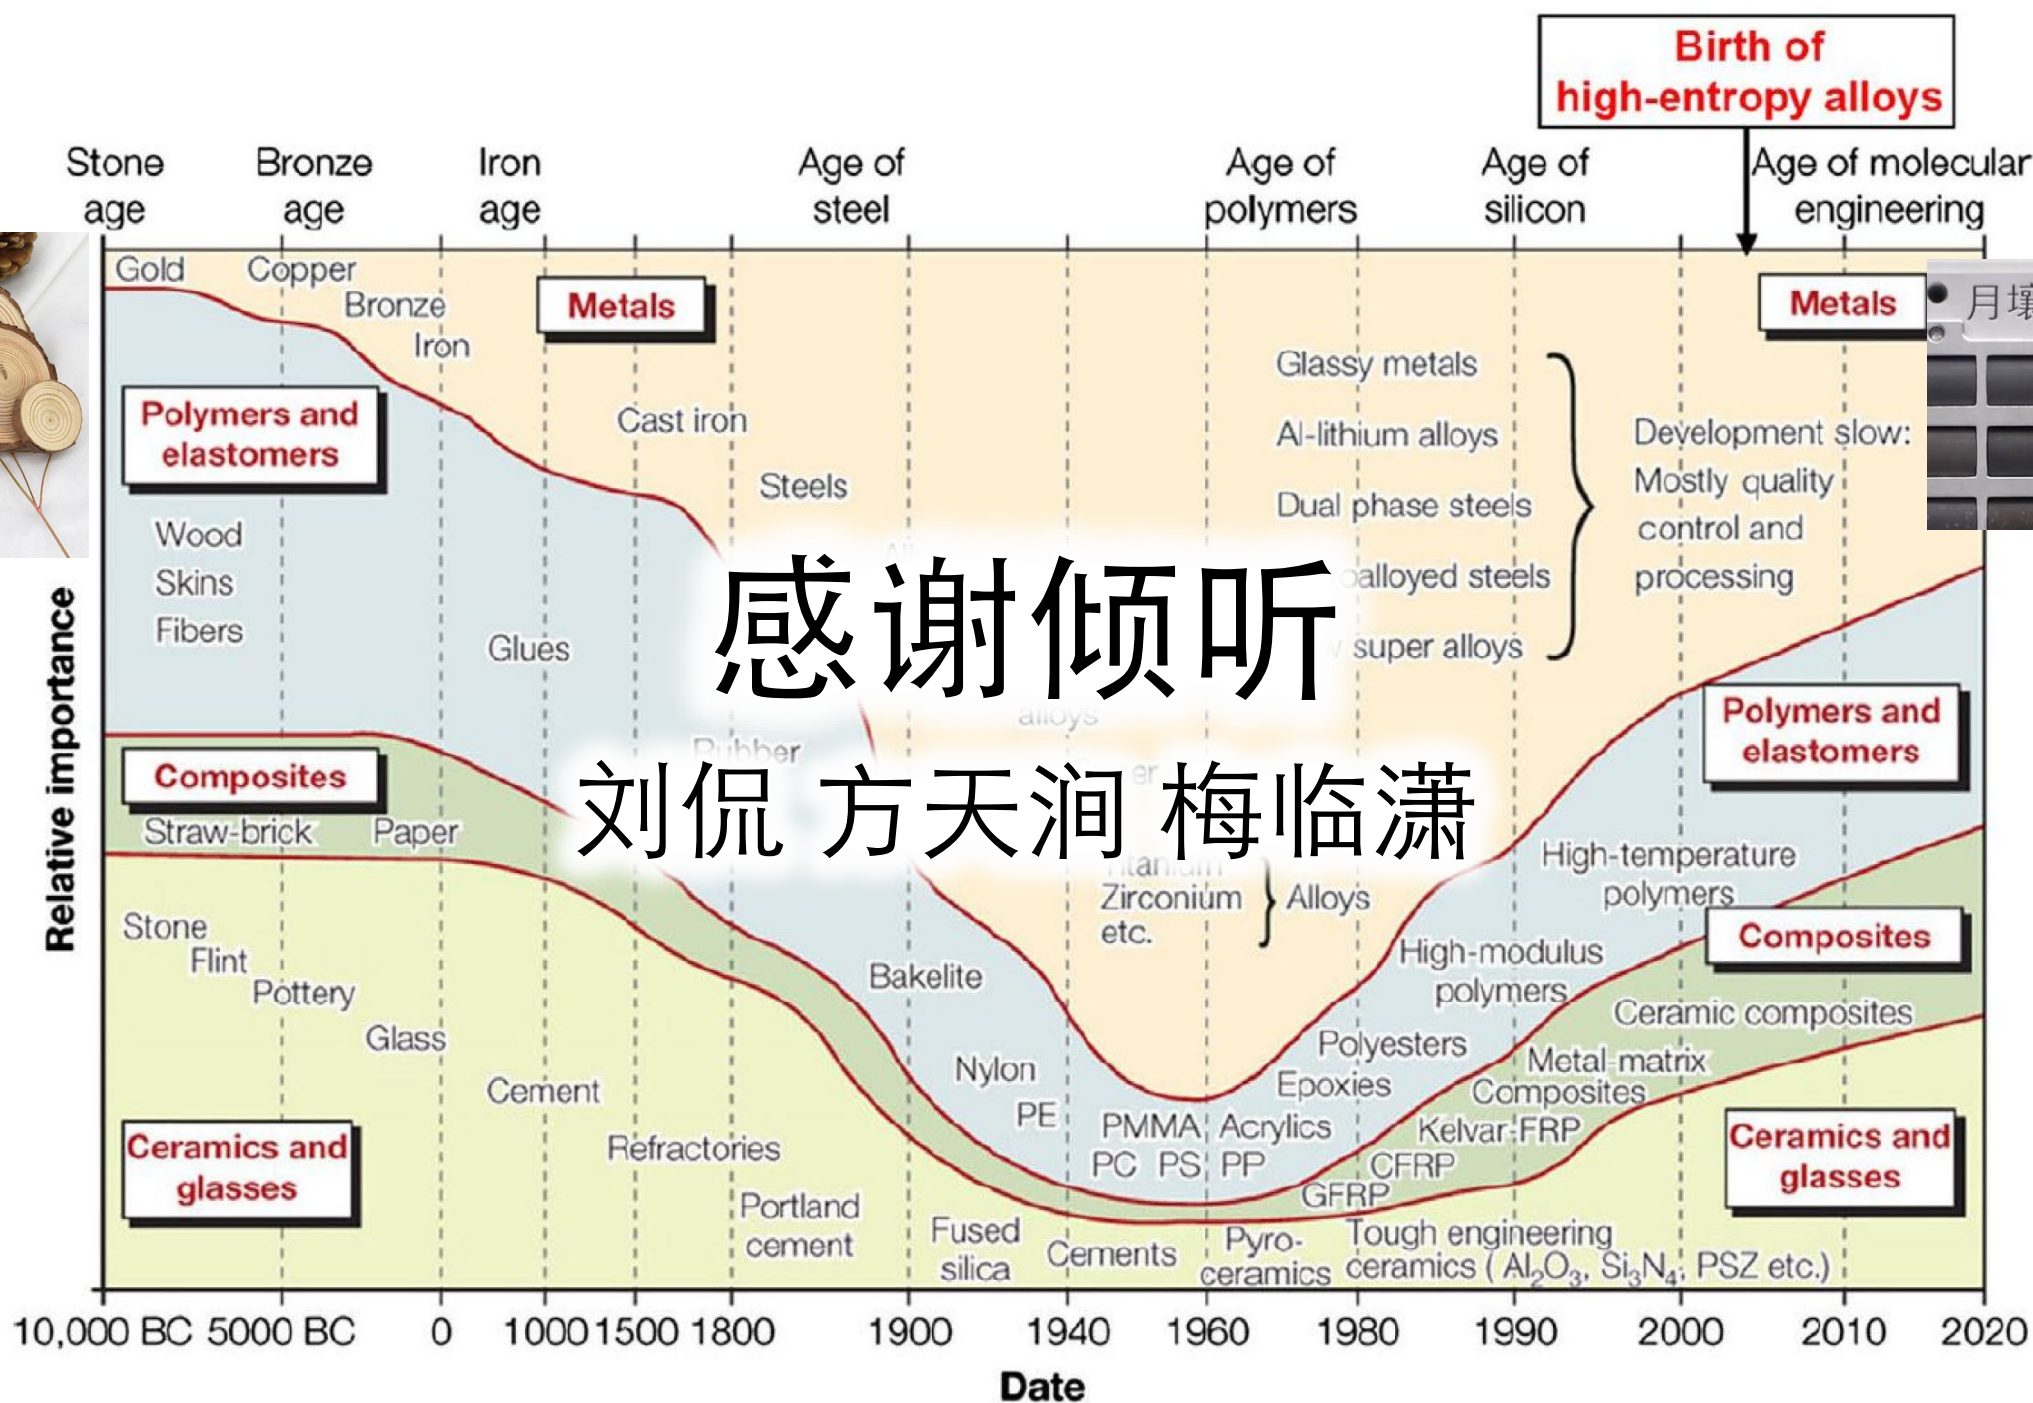 Birth of
high-entropy alloys
Stone age
Bronze age
Iron age
Age of steel
Age of polymers
Age of silicon
Age of molecular engineering
Gold
Copper
Bronze
Iron
Metals
Metals
月壤
Glassy metals
Polymers and
elastomers
Cast iron
Al-lithium alloys
Development slow:
Mostly quality
control and
processing
Steels
Dual phase steels
Wood
Skins
Fibers
alloyed steels
感谢倾听
Glues
super alloys
alloys
Relative importance
Polymers and
elastomers
Rubber
Composites
刘侃 方天涧 梅临潇
Straw-brick
Paper
High-temperature
polymers
Titanium
Zirconium
etc.
Alloys
Stone
Flint
Pottery
Composites
High-modulus
polymers
Bakelite
Ceramic composites
Glass
Polyesters
Epoxies
Metal-matrix
Composites
Nylon
PE
Cement
PMMA Acrylics
PC PS PP
Kelvar-FRP
CFRP
GFRP
Ceramics and
glasses
Ceramics and
glasses
Refractories
Portland
cement
Fused
silica
Cements
Pyro-
ceramics
Tough engineering
ceramics ( Al₂O₃, Si₃N₄, PSZ etc.)
10,000 BC 5000 BC 0 1000 1500 1800 1900 1940 1960 1980 1990 2000 2010 2020
Date